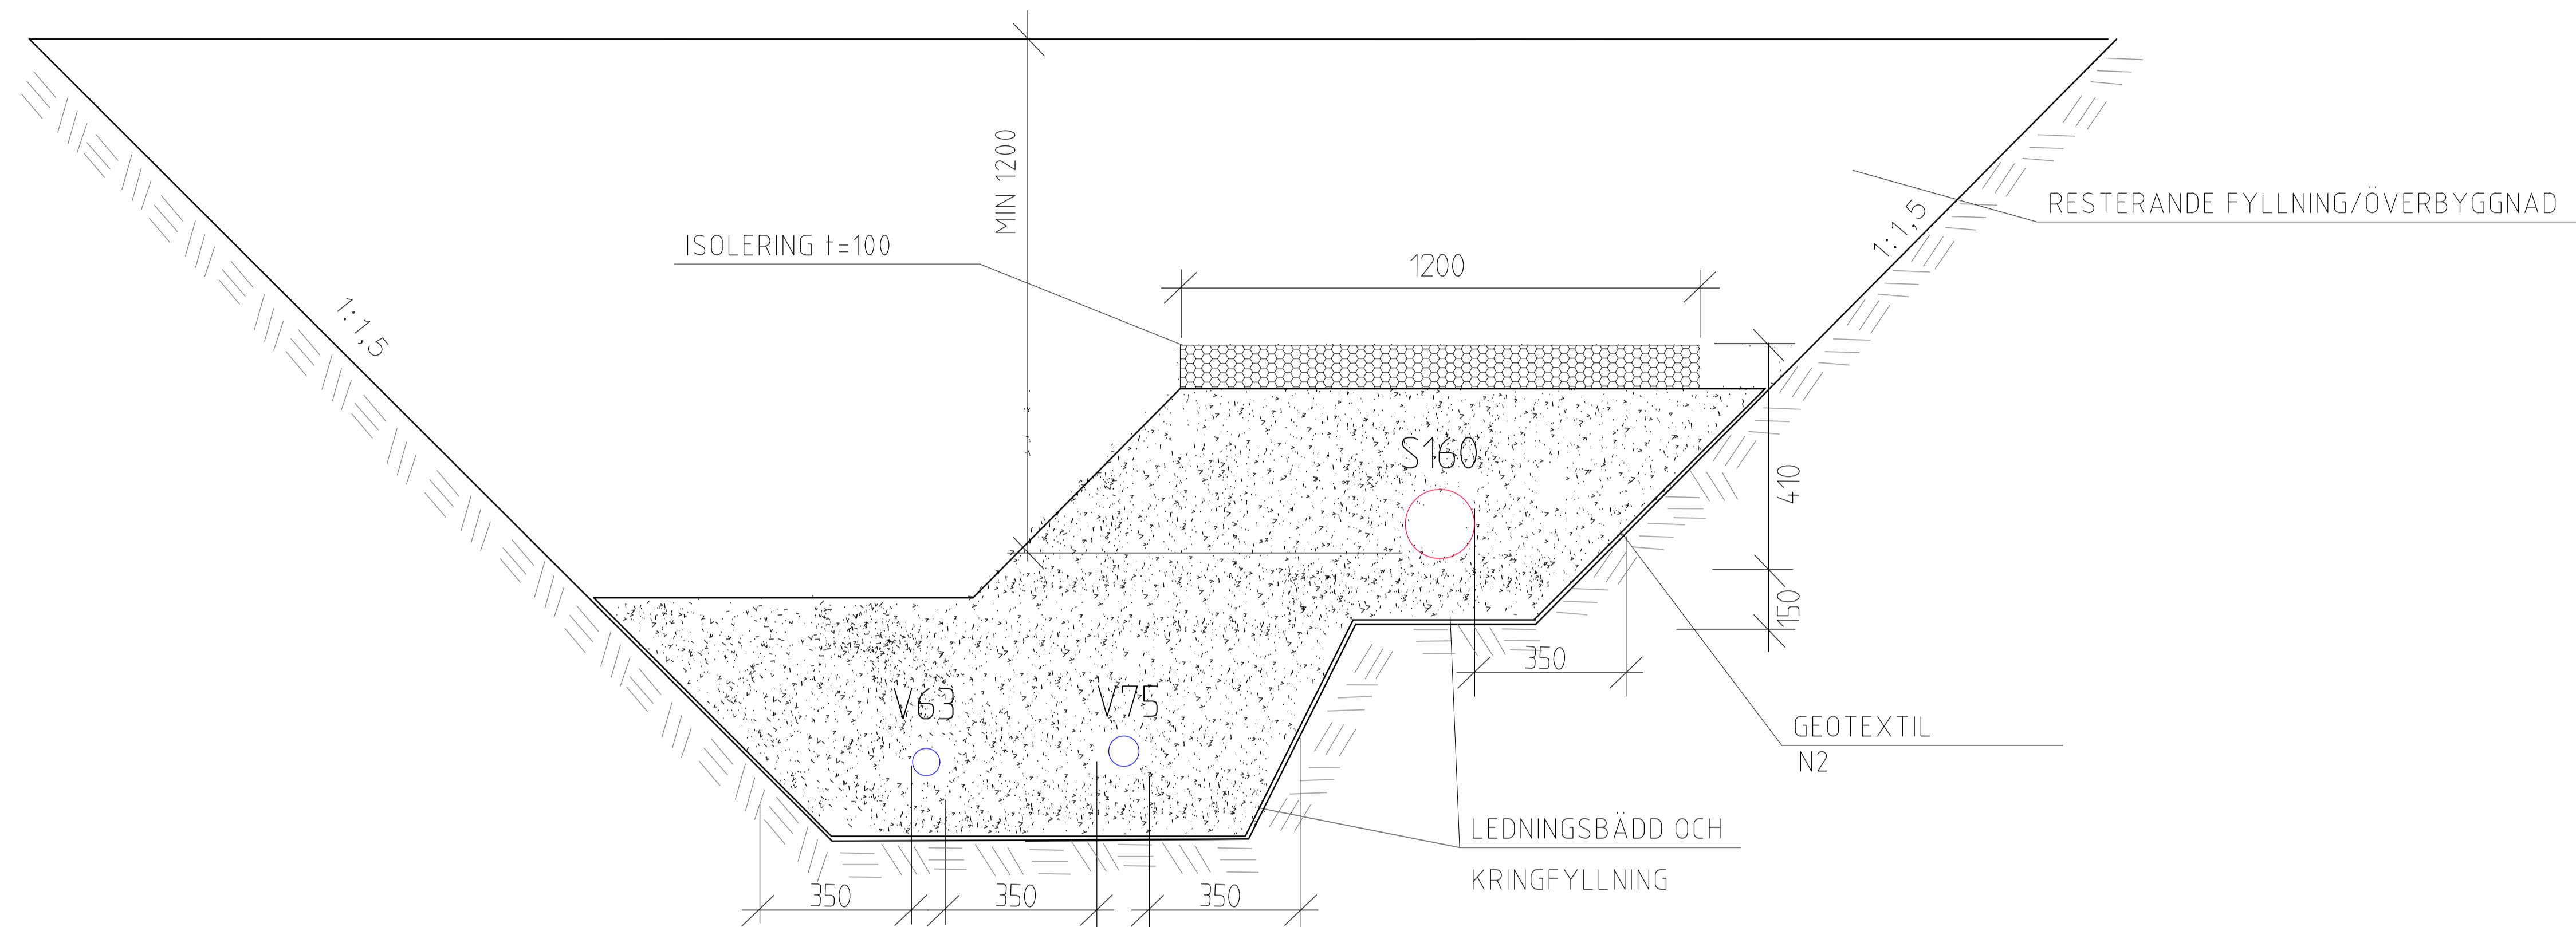 MIN 1200
RESTERANDE FYLLNING/ÖVERBYGGNAD
1:1,5
ISOLERING t=100
1200
1:1,5
S160
410
150
350
V63
V75
GEOTEXTIL
N2
LEDNINGSBÄDD OCH
KRINGFYLLNING
350
350
350